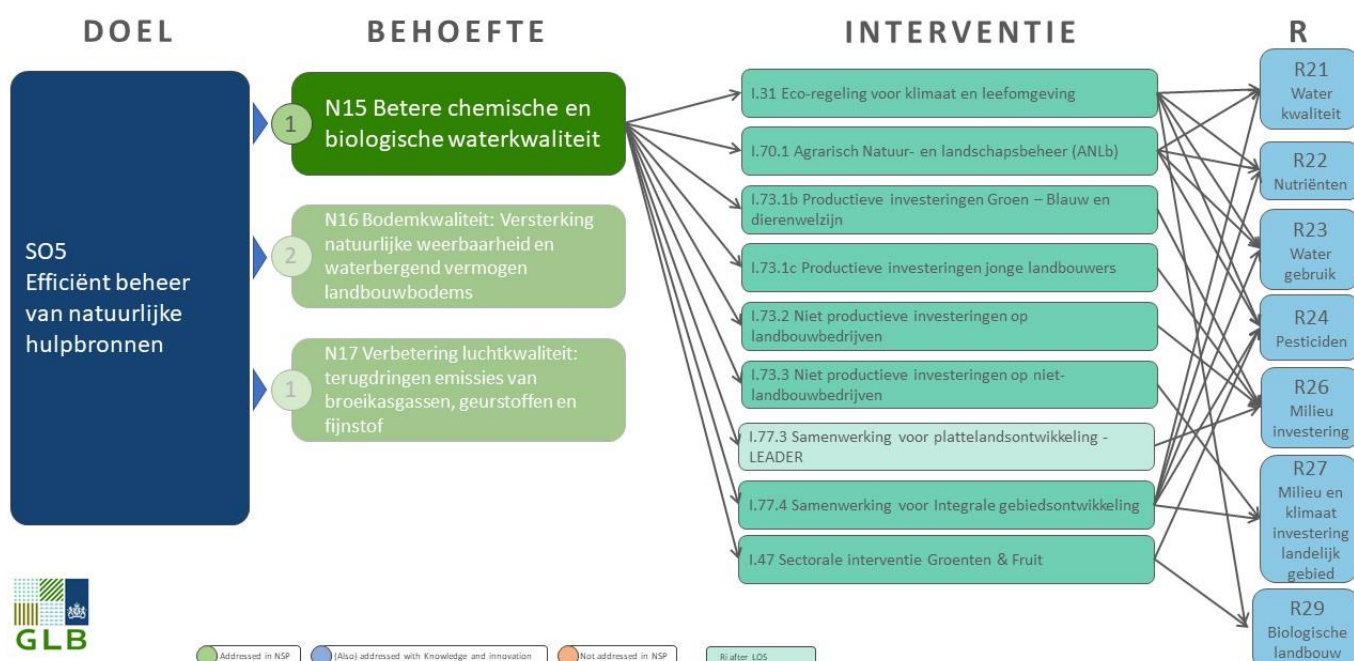 DOEL
BEHOEFTE
INTERVENTIE
R
SO5
Efficiënt beheer
van natuurlijke
hulpbronnen
1
N15 Betere chemische en
biologische waterkwaliteit
2
N16 Bodemkwaliteit: Versterking
natuurlijke weerbaarheid en
waterbergend vermogen
landbouwbodems
1
N17 Verbetering luchtkwaliteit:
terugdringen emissies van
broeikasgassen, geurstoffen en
fijnstof
I.31 Eco-regeling voor klimaat en leefomgeving
I.70.1 Agrarisch Natuur- en landschapsbeheer (ANLb)
I.73.1b Productieve investeringen Groen – Blauw en
dierenwelzijn
I.73.1c Productieve investeringen jonge landbouwers
I.73.2 Niet productieve investeringen op
landbouwbedrijven
I.73.3 Niet productieve investeringen op niet-
landbouwbedrijven
I.77.3 Samenwerking voor plattelandsontwikkeling -
LEADER
I.77.4 Samenwerking voor Integrale gebiedsontwikkeling
I.47 Sectorale interventie Groenten & Fruit
R21
Water
kwaliteit
R22
Nutriënten
R23
Water
gebruik
R24
Pesticiden
R26
Milieu
investering
R27
Milieu en
klimaat
investering
landelijk
gebied
R29
Biologische
landbouw
GLB
Addressed in NSP
(Also) addressed with Knowledge and innovation
Not addressed in NSP
Ri after LOS